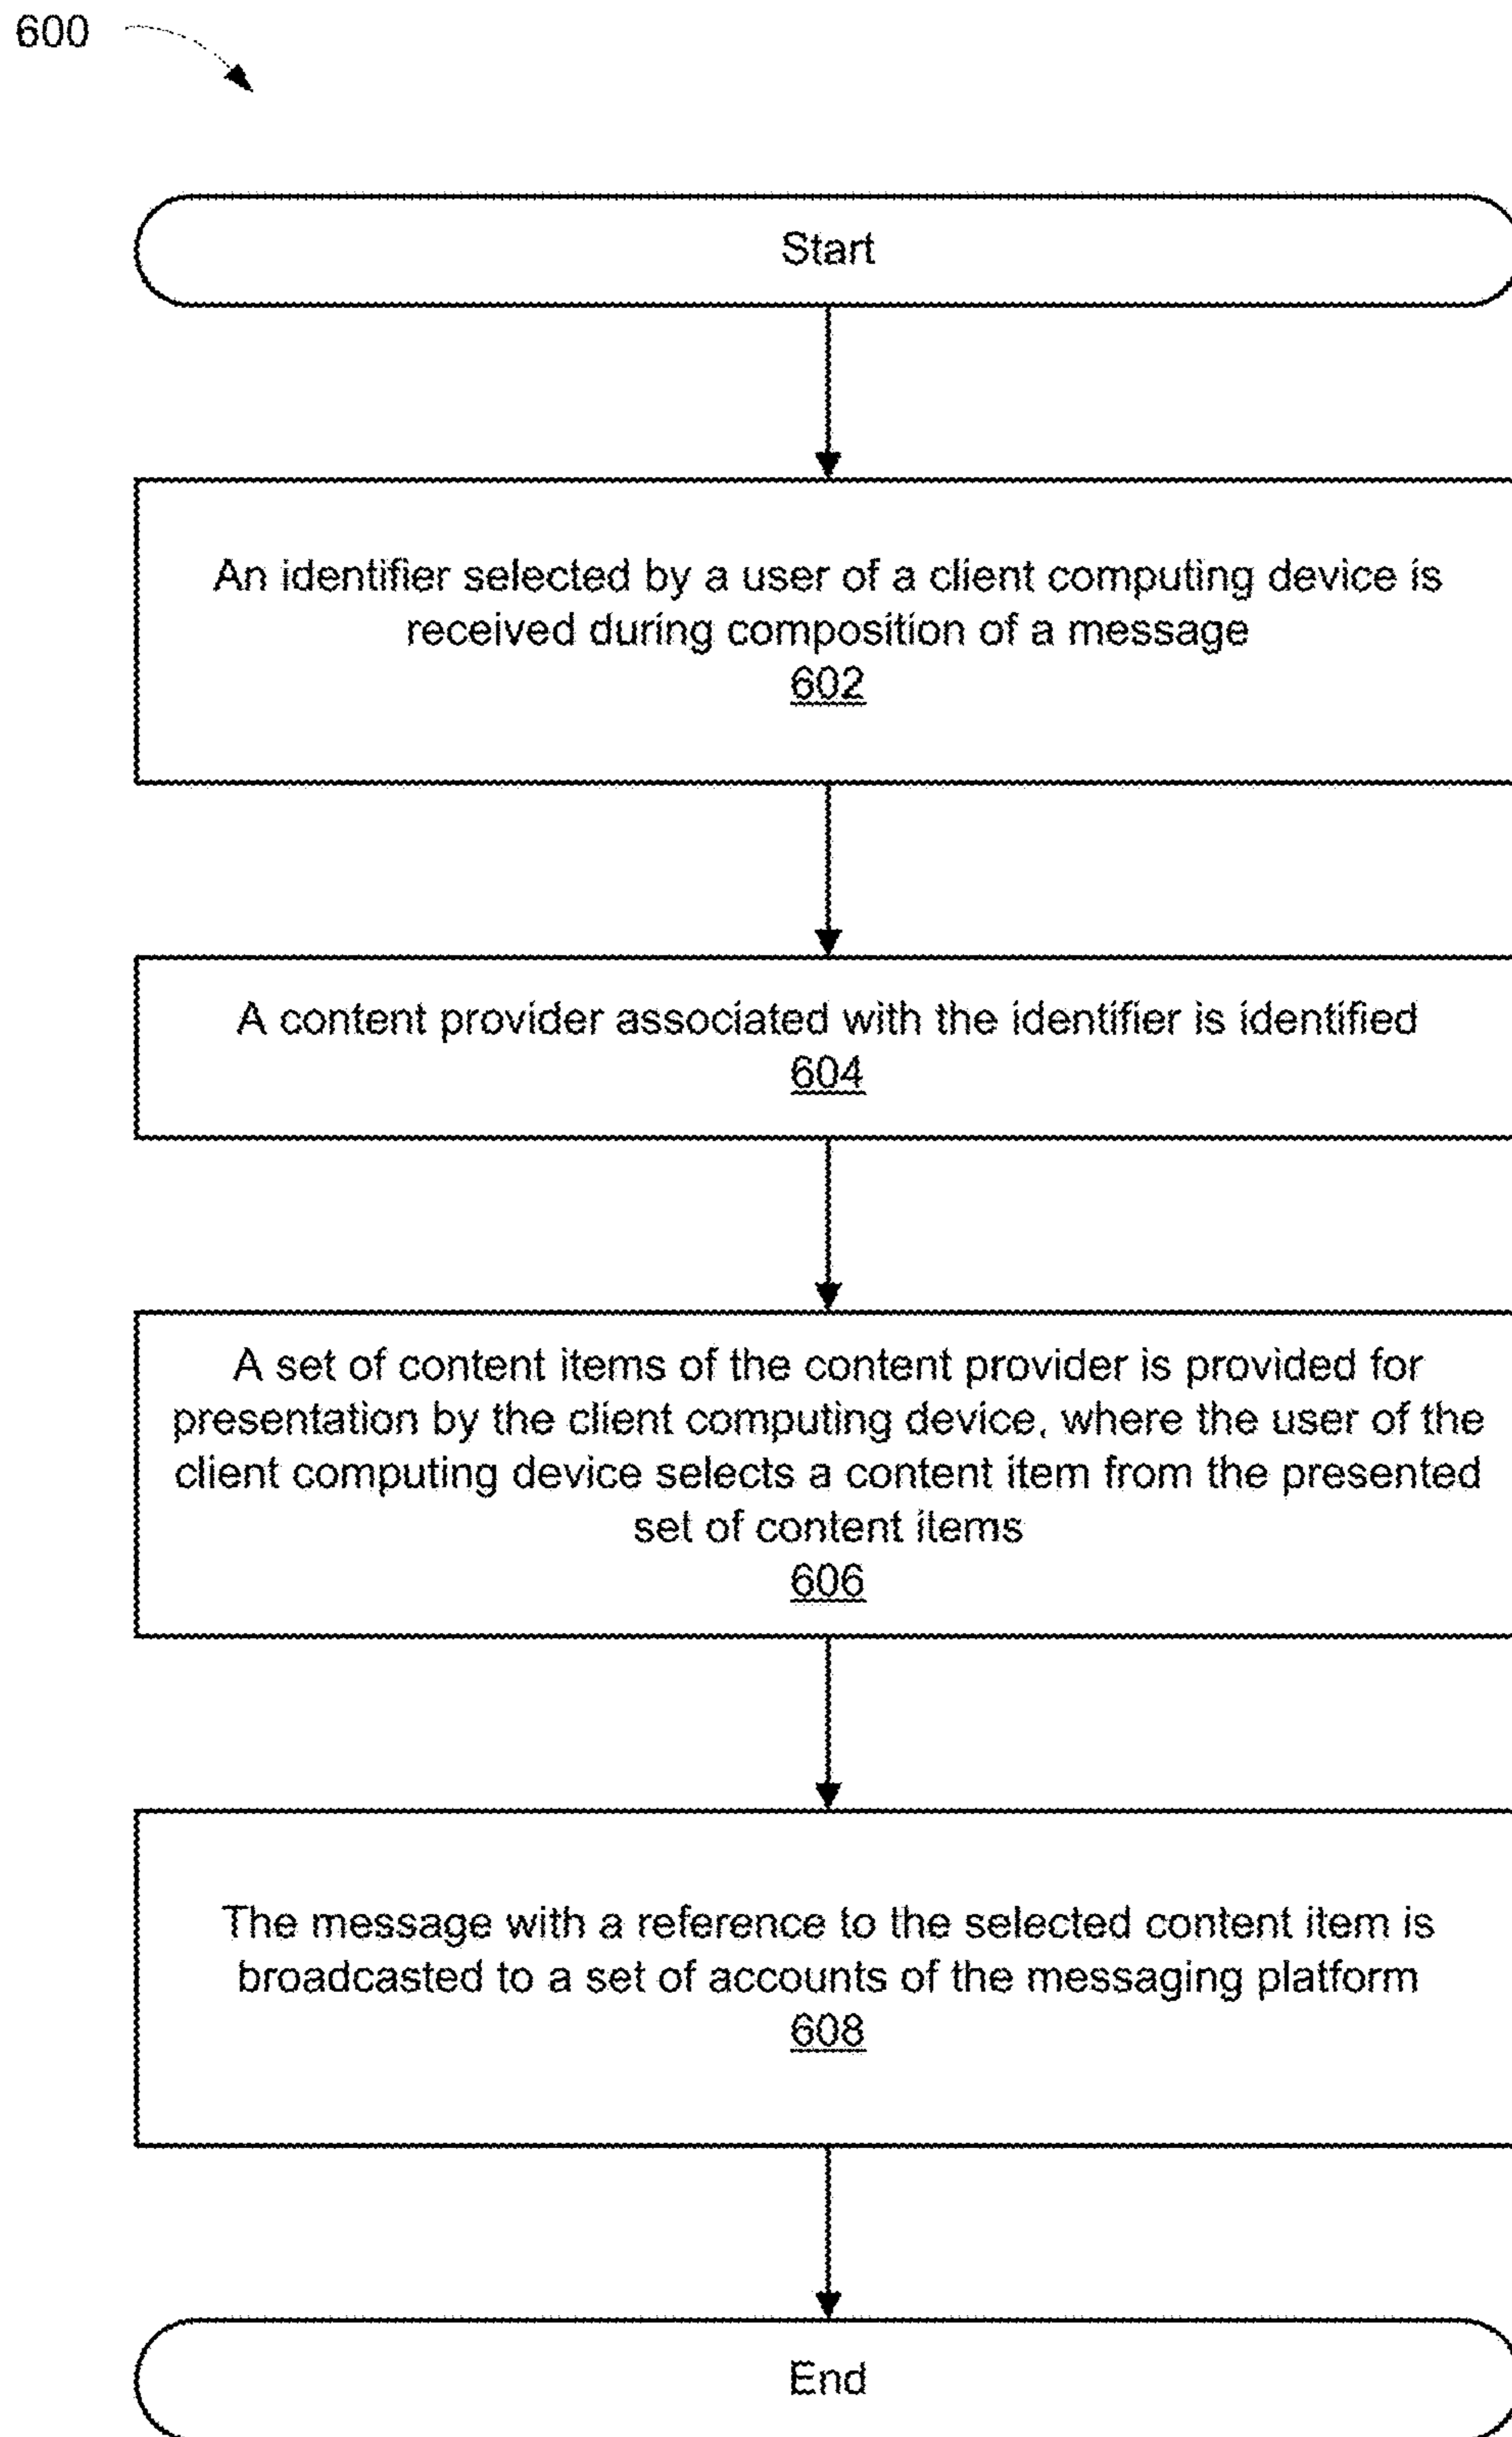 600
Start
An identifier selected by a user of a client computing device is
received during composition of a message
602
A content provider associated with the identifier is identified
604
A set of content items of the content provider is provided for
presentation by the client computing device, where the user of the
client computing device selects a content item from the presented
set of content items
606
The message with a reference to the selected content item is
broadcasted to a set of accounts of the messaging platform
608
End